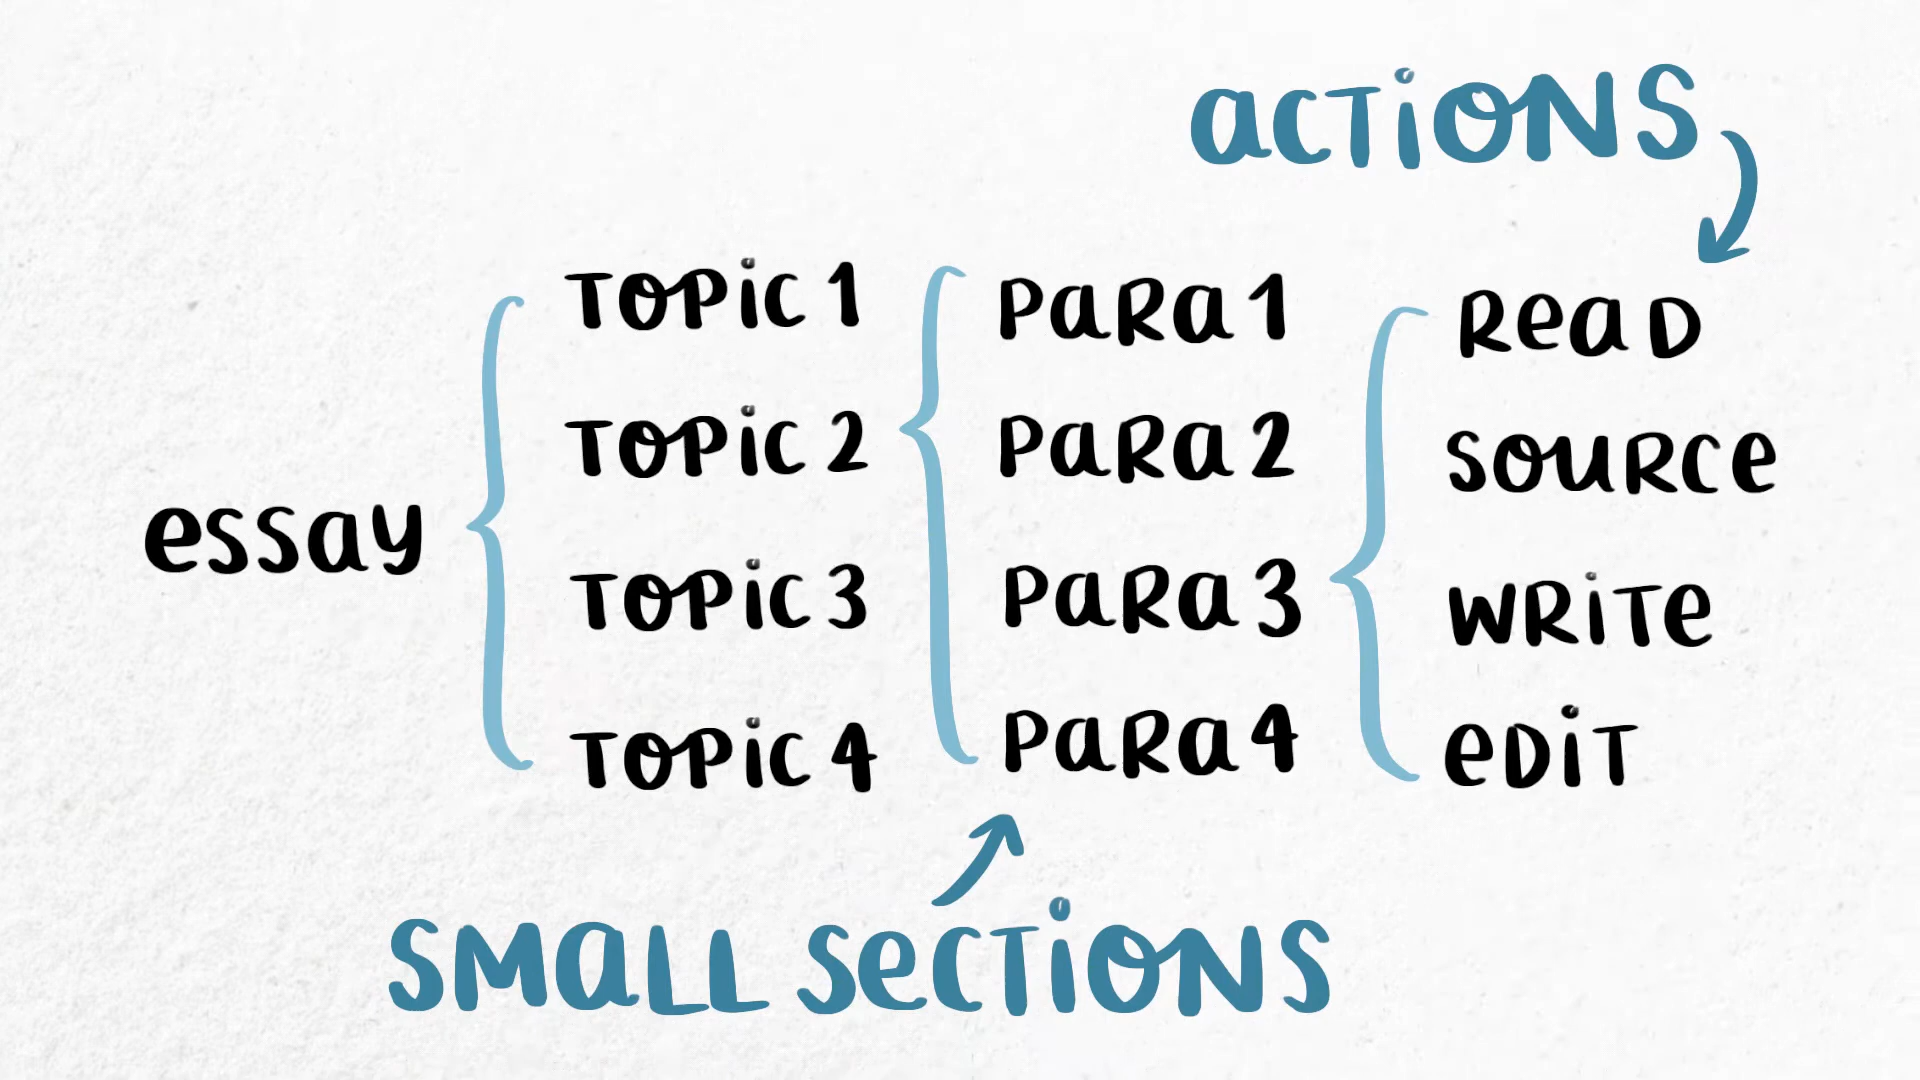 actions
essay
Topic 1
Topic 2
Topic 3
Topic 4
Para 1
Para 2
Para 3
Para 4
Read
source
write
edit
small sections